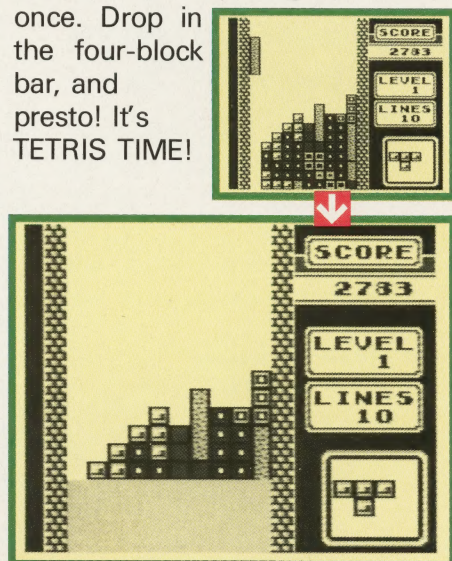 once. Drop in
the four-block
bar, and
presto! It's
TETRIS TIME!
SCORE
2783
LEVEL
1
LINES
10
SCORE
2783
LEVEL
1
LINES
10